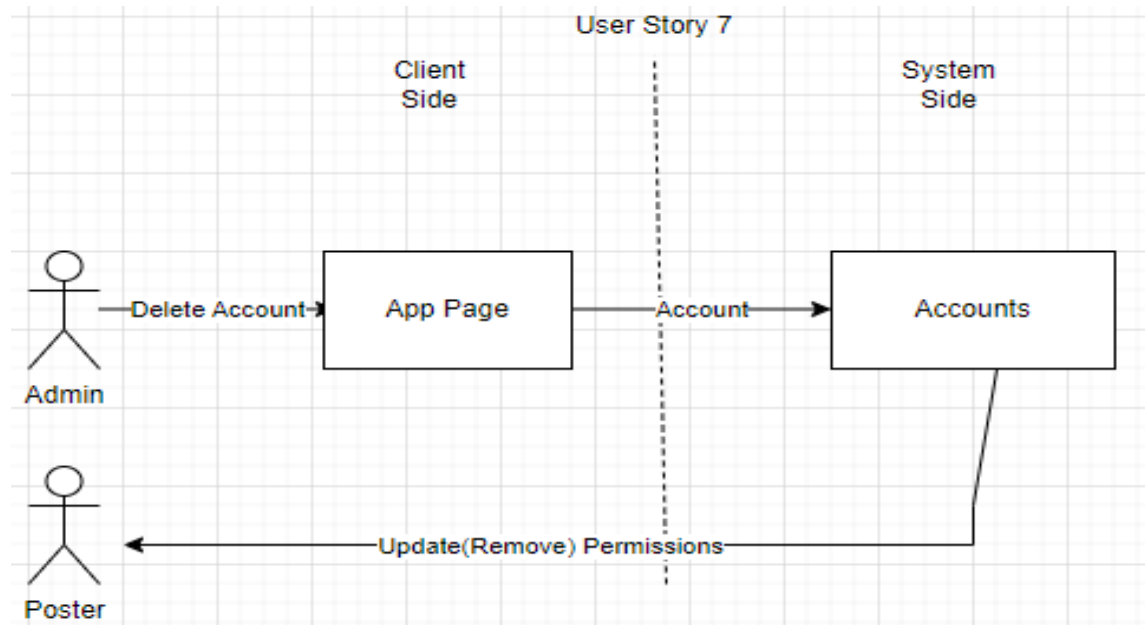 User Story 7
Client
Side
System
Side
Delete Account
App Page
Account
Accounts
Admin
Update(Remove) Permissions
Poster